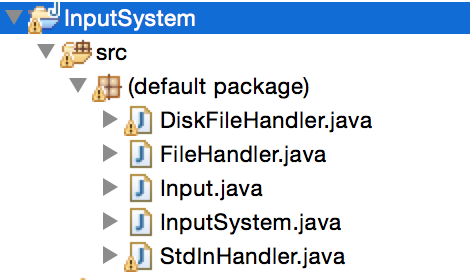 InputSystem
src
(default package)
DiskFileHandler.java
FileHandler.java
Input.java
InputSystem.java
StdInHandler.java